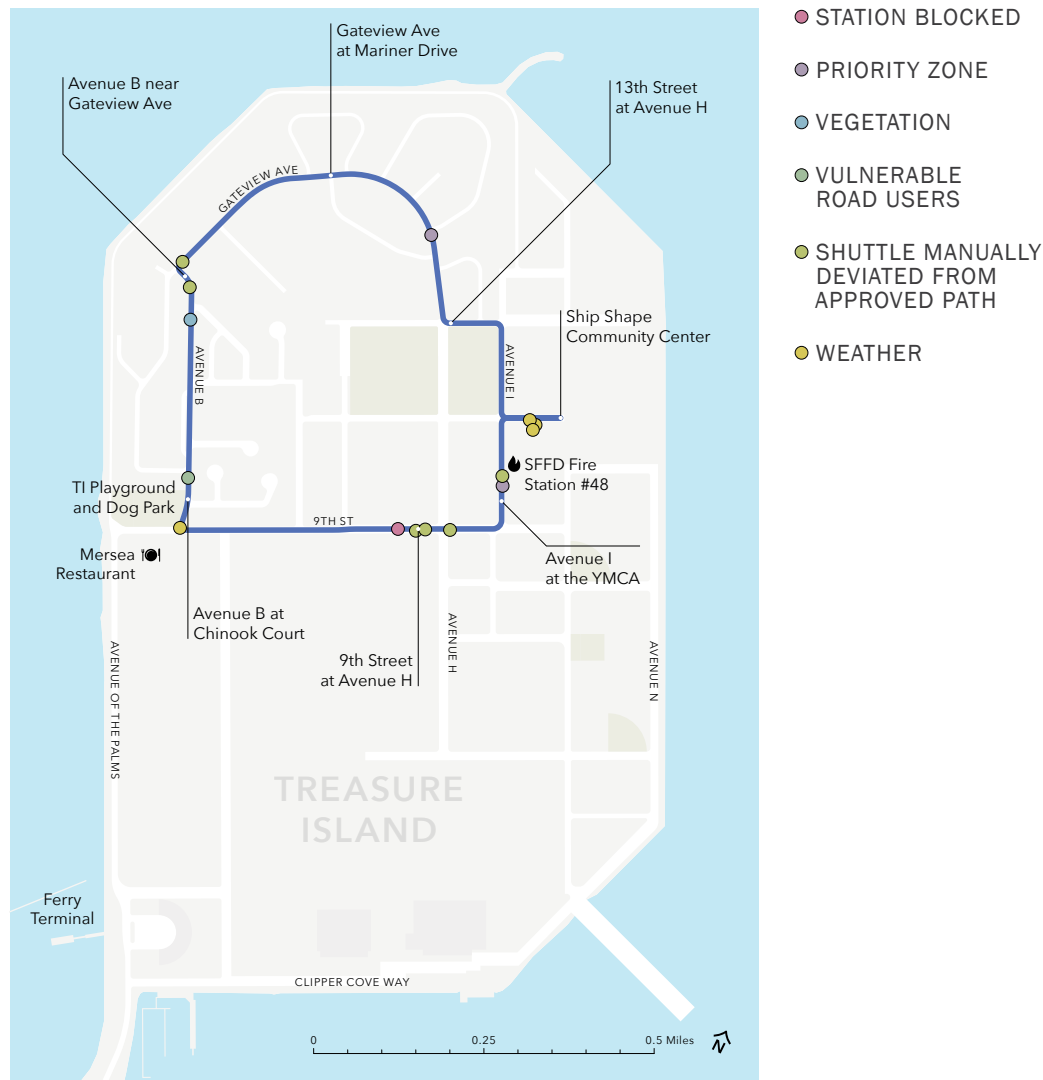 Gateview Ave
at Mariner Drive
Avenue B near
Gateview Ave
13th Street
at Avenue H
GATEVIEW AVE
Ship Shape
Community Center
AVENUE B
AVENUE I
SFFD Fire
Station #48
TI Playground
and Dog Park
9TH ST
Mersea
Restaurant
Avenue I
at the YMCA
Avenue B at
Chinook Court
9th Street
at Avenue H
AVENUE H
AVENUE N
AVENUE OF THE PALMS
TREASURE
ISLAND
Ferry
Terminal
CLIPPER COVE WAY
0
0.25
0.5 Miles
N
STATION BLOCKED
PRIORITY ZONE
VEGETATION
VULNERABLE
ROAD USERS
SHUTTLE MANUALLY
DEVIATED FROM
APPROVED PATH
WEATHER